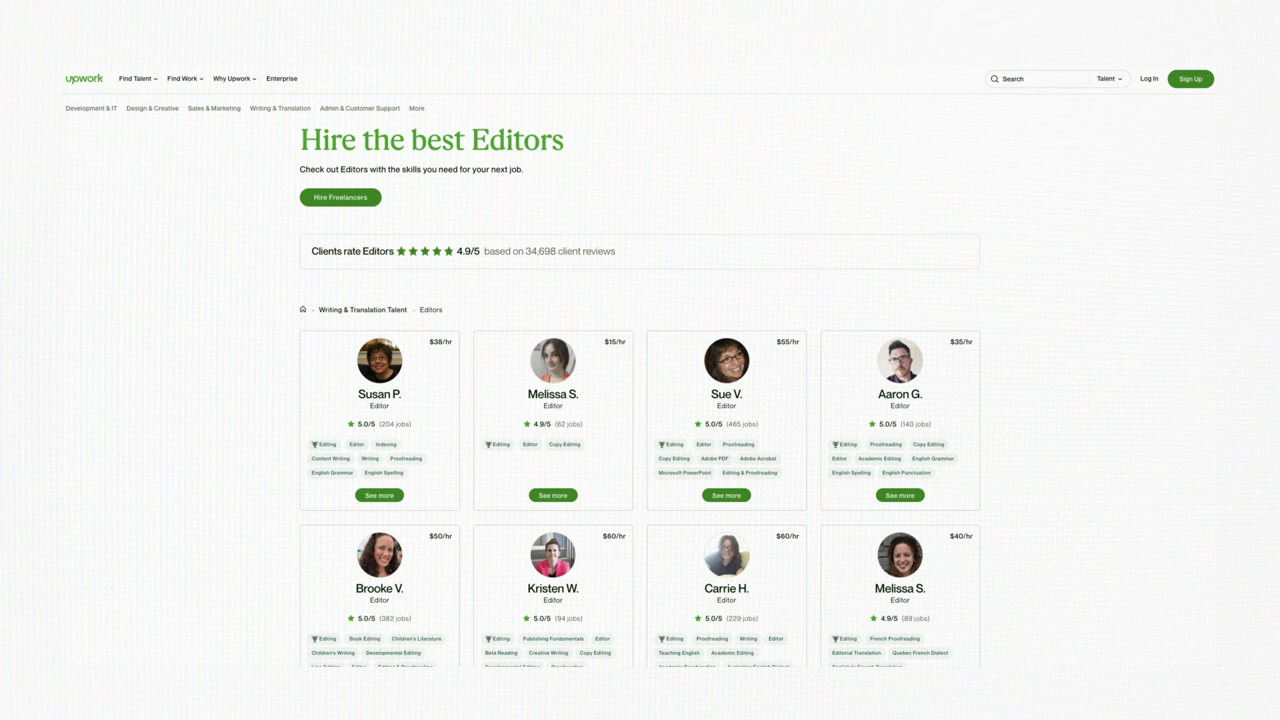 upwork Find Talent Find Work Why Upwork Enterprise Search Talent Log In Sign Up
Development & IT Design & Creative Sales & Marketing Writing & Translation Admin & Customer Support More
Hire the best Editors
Check out Editors with the skills you need for your next job.
Hire Freelancers
Clients rate Editors 4.9/5 based on 34,698 client reviews
Writing & Translation Talent - Editors
$38/hr
Susan P.
Editor
5.0/5 (204 jobs)
Editing Editor Indexing
Content Writing Writing Proofreading
English Grammar English Spelling
See more
$15/hr
Melissa S.
Editor
4.9/5 (62 jobs)
Editing Editor Copy Editing
See more
$55/hr
Sue V.
Editor
5.0/5 (465 jobs)
Editing Editor Proofreading
Copy Editing Adobe PDF Adobe Acrobat
Microsoft PowerPoint Editing & Proofreading
See more
$35/hr
Aaron G.
Editor
5.0/5 (140 jobs)
Editing Proofreading Copy Editing
Editor Academic Editing English Grammar
English Spelling English Punctuation
See more
$50/hr
Brooke V.
Editor
5.0/5 (382 jobs)
Editing Book Editing Children's Literature
Children's Writing Developmental Editing
$60/hr
Kristen W.
Editor
5.0/5 (94 jobs)
Editing Publishing Fundamentals Editor
Beta Reading Creative Writing Copy Editing
$60/hr
Carrie H.
Editor
5.0/5 (229 jobs)
Editing Proofreading Writing Editor
Teaching English Academic Editing
$40/hr
Melissa S.
Editor
4.9/5 (89 jobs)
Editing French Proofreading
Editorial Translation Quebec French Dialect